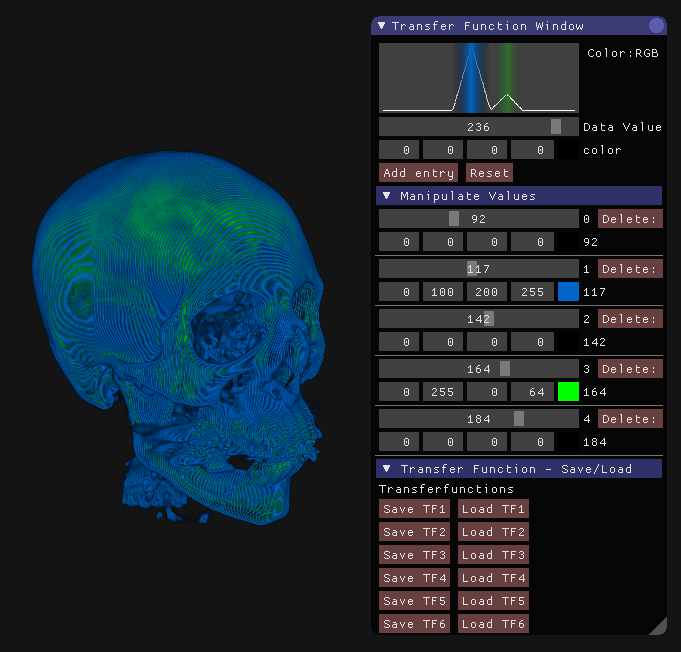 Transfer Function Window
Color:RGB
236 Data Value
0 0 0 0 color
Add entry Reset
Manipulate Values
92 0 Delete:
0 0 0 0 92
117 1 Delete:
0 100 200 255 117
142 2 Delete:
0 0 0 0 142
164 3 Delete:
0 255 0 64 164
184 4 Delete:
0 0 0 0 184
Transfer Function - Save/Load
Transferfunctions
Save TF1 Load TF1
Save TF2 Load TF2
Save TF3 Load TF3
Save TF4 Load TF4
Save TF5 Load TF5
Save TF6 Load TF6